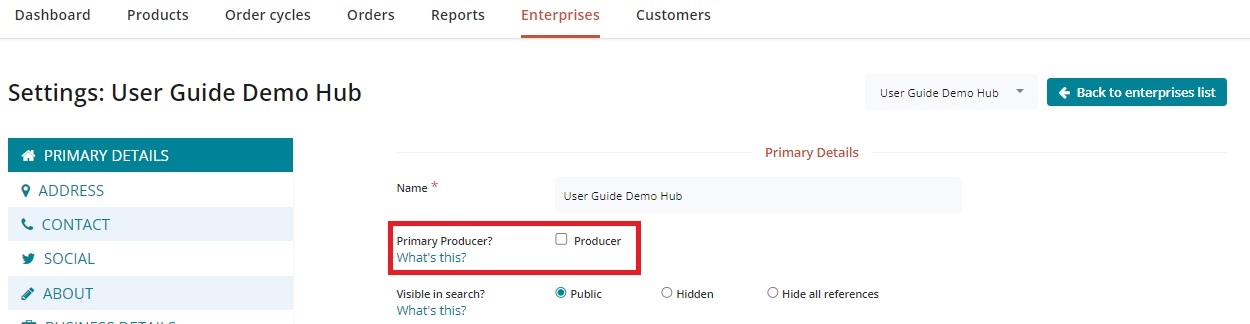 Dashboard Products Order cycles Orders Reports Enterprises Customers
Settings: User Guide Demo Hub
User Guide Demo Hub
Back to enterprises list
PRIMARY DETAILS
ADDRESS
CONTACT
SOCIAL
ABOUT
BUSINESS DETAILS
Primary Details
Name * User Guide Demo Hub
Primary Producer? Producer
What's this?
Visible in search? Public Hidden Hide all references
What's this?